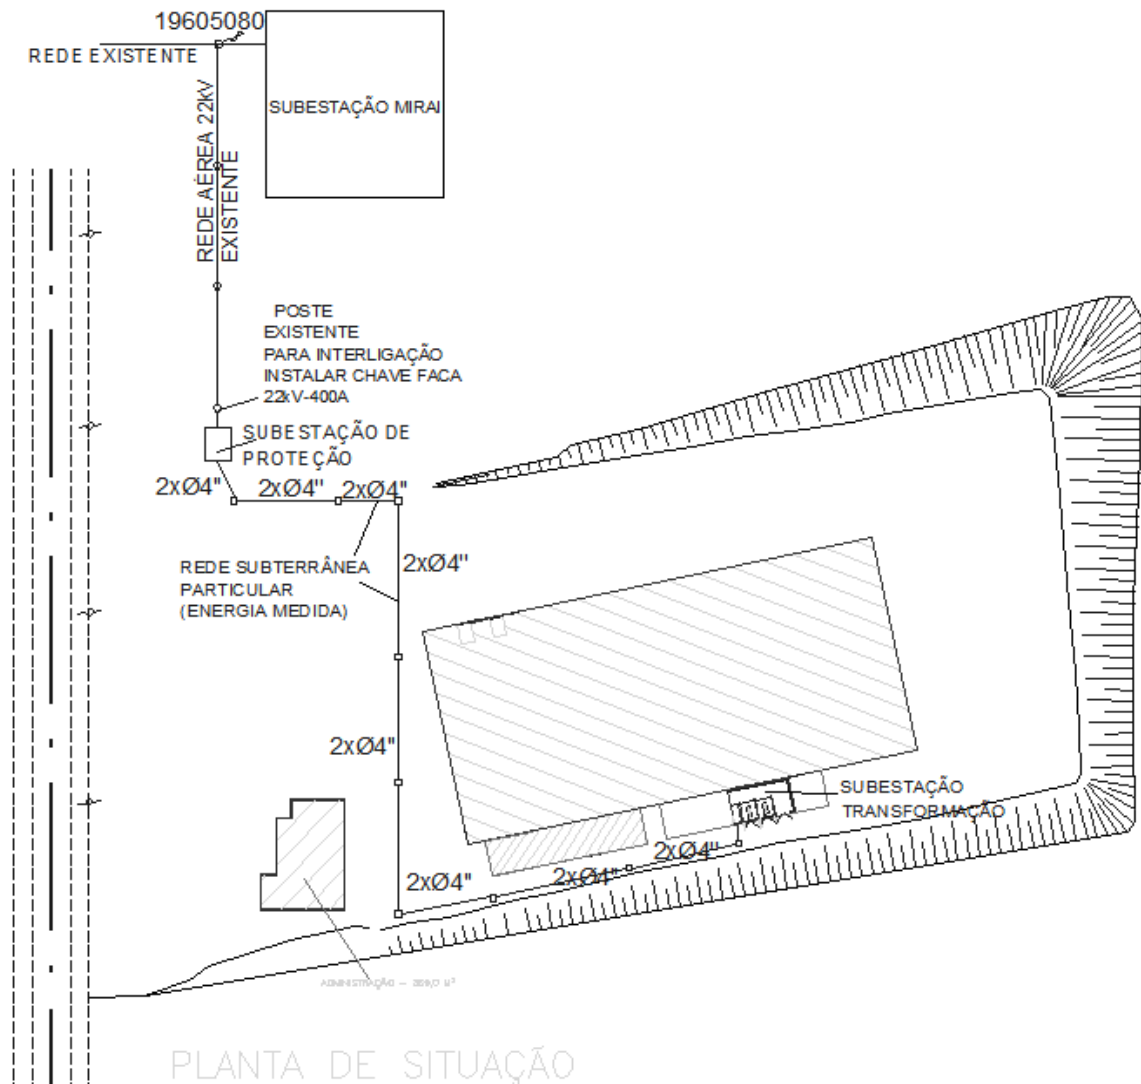 19605080
REDE EXISTENTE
SUBESTAÇÃO MIRAI
REDE AÉREA 22kV
EXISTENTE
POSTE
EXISTENTE
PARA INTERLIGAÇÃO
INSTALAR CHAVE FACA
22kV-400A
SUBESTAÇÃO DE
PROTEÇÃO
2xØ4"
2xØ4"
2xØ4"
REDE SUBTERRÂNEA
PARTICULAR
(ENERGIA MEDIDA)
2xØ4"
2xØ4"
SUBESTAÇÃO
TRANSFORMAÇÃO
2xØ4"
2xØ4"
2xØ4"
ADMINISTRAÇÃO –
PLANTA DE SITUAÇÃO